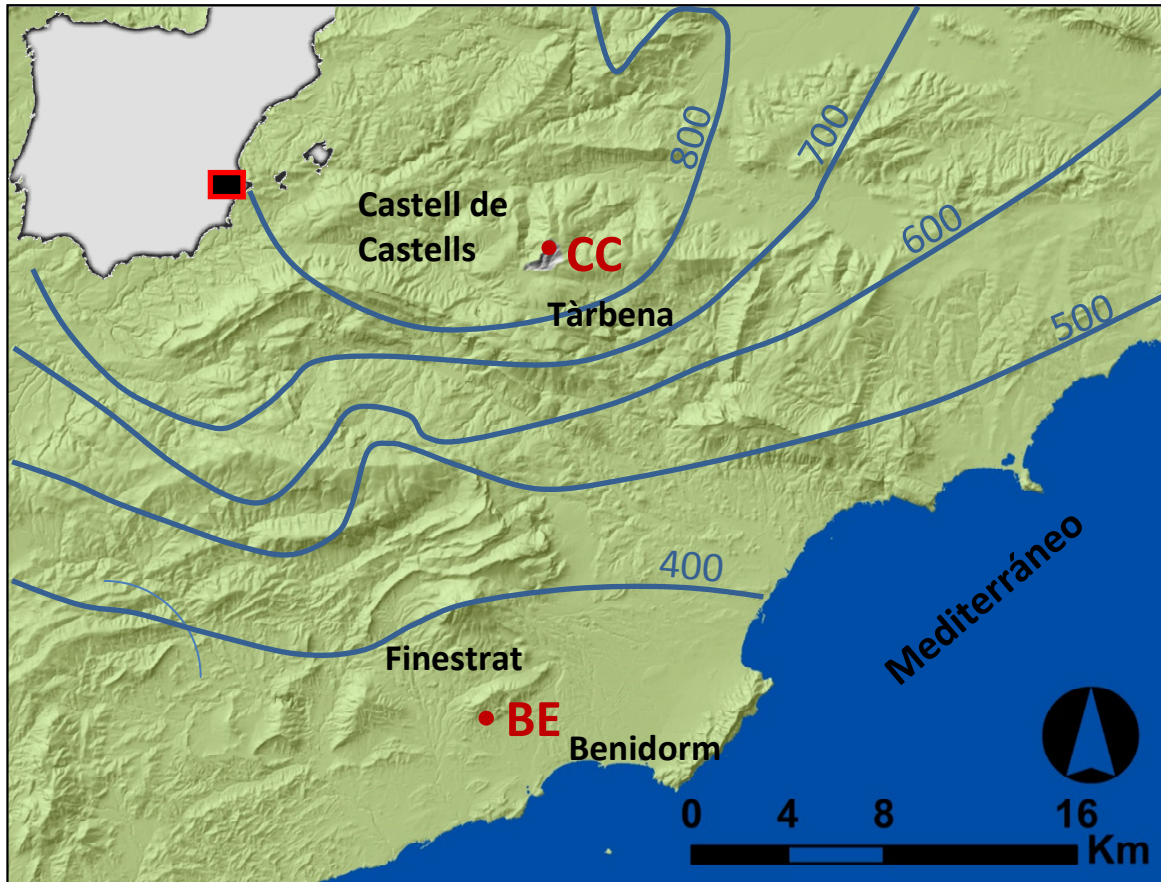 800
700
Castell de
Castells
600
CC
Tàrbena
500
400
Mediterráneo
Finestrat
BE
Benidorm
0 4 8 16
Km